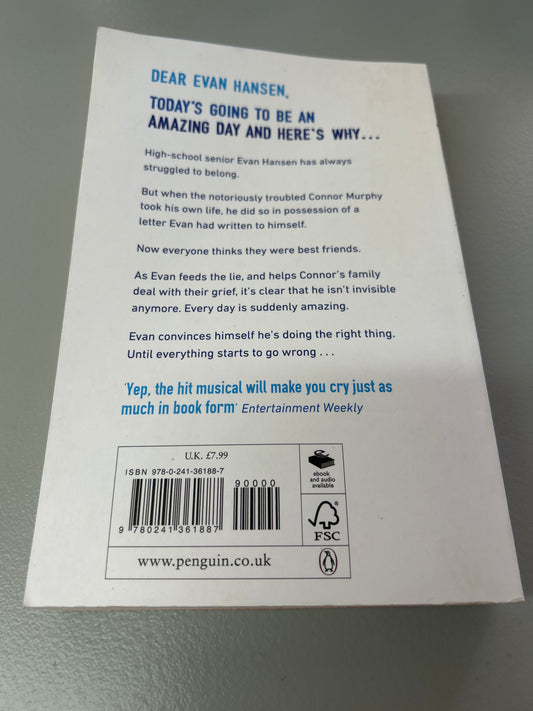 DEAR EVAN HANSEN,
TODAY'S GOING TO BE AN
AMAZING DAY AND HERE'S WHY...
High-school senior Evan Hansen has always
struggled to belong.
But when the notoriously troubled Connor Murphy
took his own life, he did so in possession of a
letter Evan had written to himself.
Now everyone thinks they were best friends.
As Evan feeds the lie, and helps Connor's family
deal with their grief, it's clear that he isn't invisible
anymore. Every day is suddenly amazing.
Evan convinces himself he's doing the right thing.
Until everything starts to go wrong ...
'Yep, the hit musical will make you cry just as
much in book form' Entertainment Weekly
U.K. £7.99
ISBN 978-0-241-36188-7
90000
9 780241 361887
www.penguin.co.uk
ebook
and audio
available
FSC